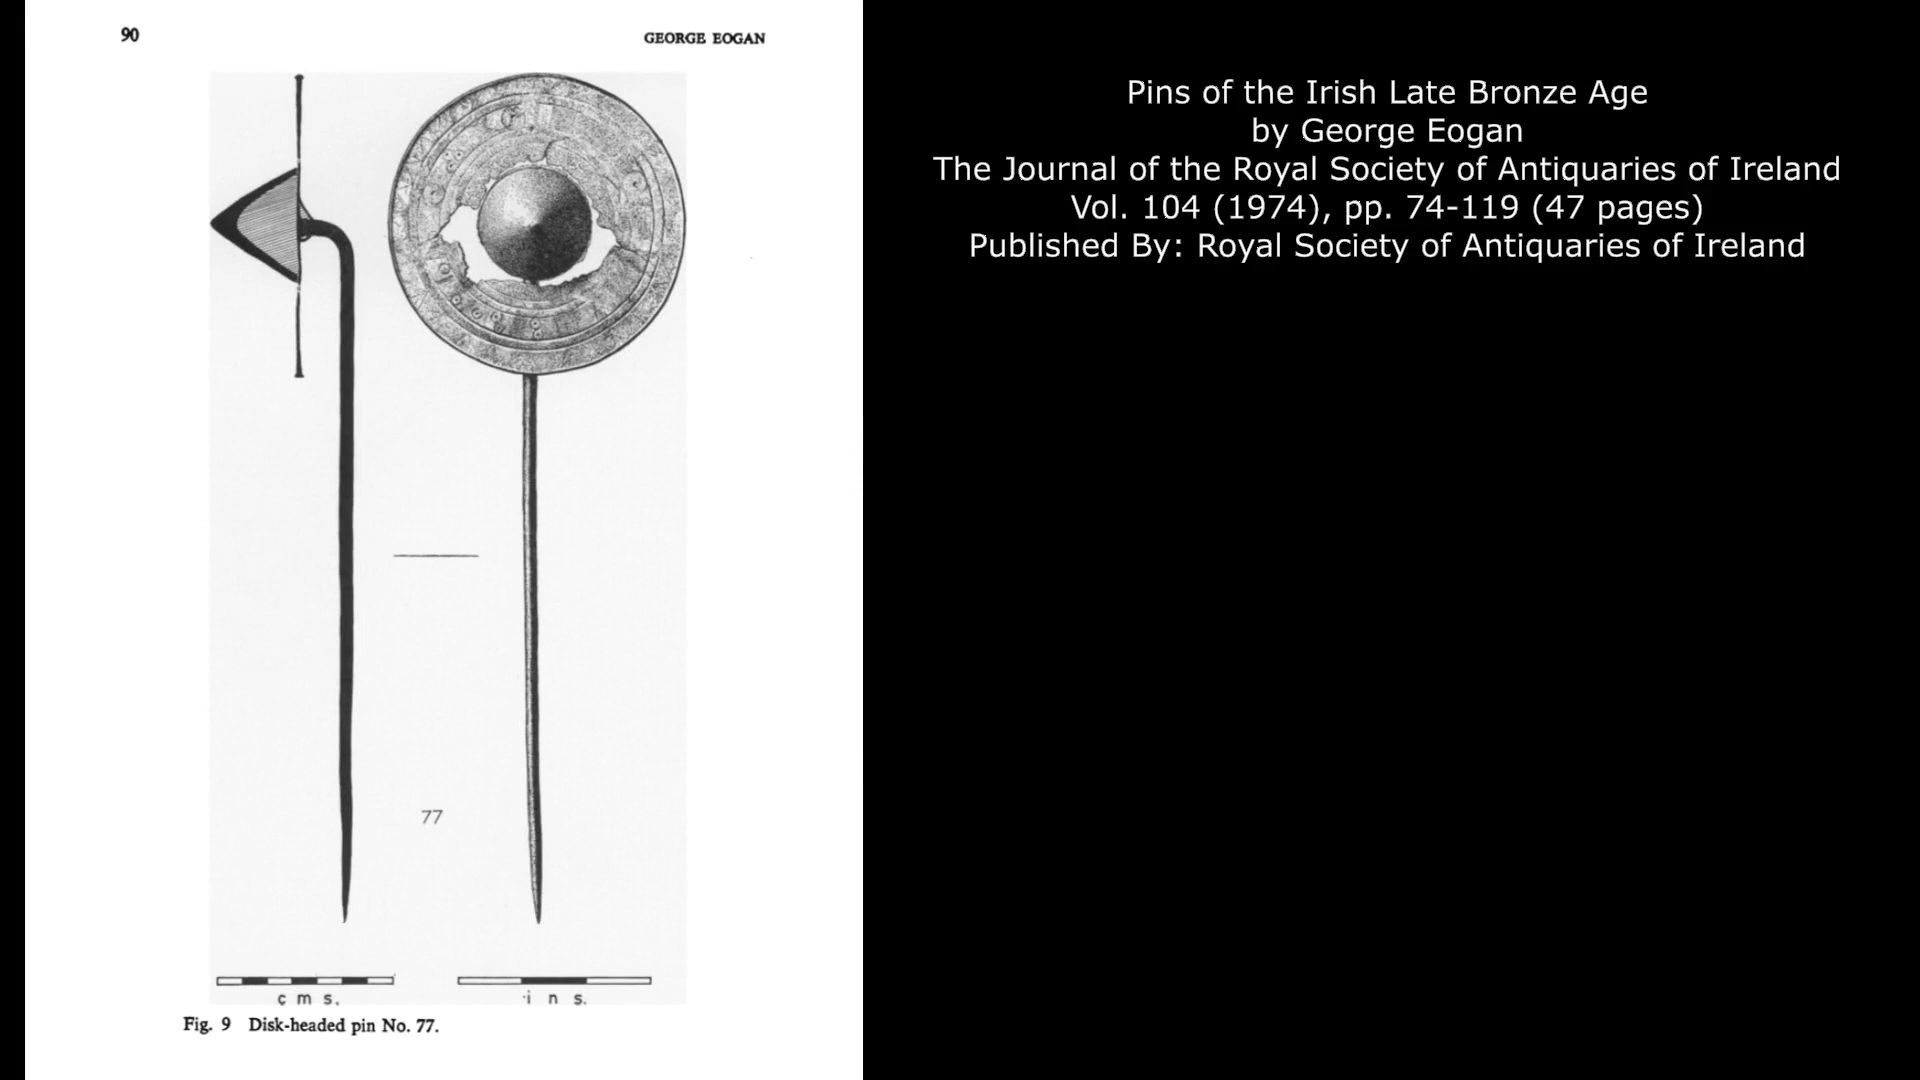 90
GEORGE EOGAN
77
c m s.
i n s.
Fig. 9 Disk-headed pin No. 77.
Pins of the Irish Late Bronze Age
by George Eogan
The Journal of the Royal Society of Antiquaries of Ireland
Vol. 104 (1974), pp. 74-119 (47 pages)
Published By: Royal Society of Antiquaries of Ireland